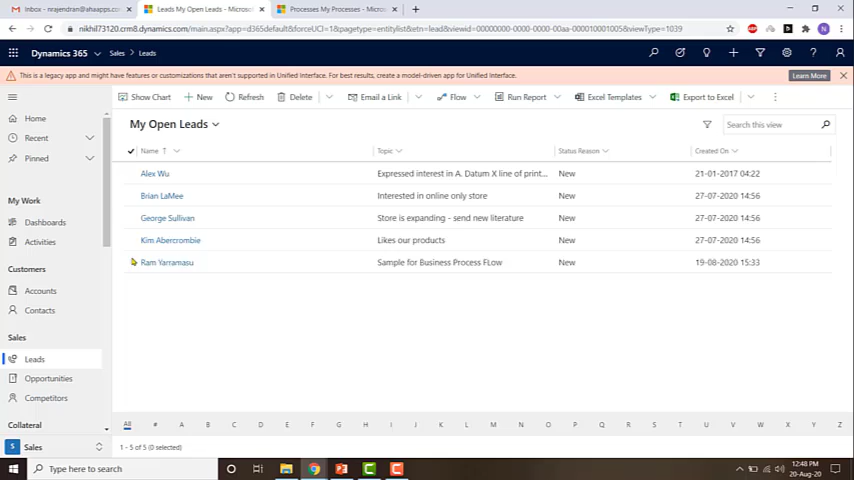 Inbox - nrajendran@ahaapps.co
Leads My Open Leads - Microsof
Processes My Processes - Micros
nikhil73120.crm8.dynamics.com/main.aspx?app=d365default&forceUCI=1&pagetype=entitylist&etn=lead&viewid=00000000-0000-0000-00aa-000010001005&viewType=1039
Dynamics 365
Sales
Leads
This is a legacy app and might have features or customizations that aren't supported in Unified Interface. For best results, create a model-driven app for Unified Interface.
Learn More
Show Chart
New
Refresh
Delete
Email a Link
Flow
Run Report
Excel Templates
Export to Excel
Home
Recent
Pinned
My Work
Dashboards
Activities
Customers
Accounts
Contacts
Sales
Leads
Opportunities
Competitors
Collateral
S Sales
My Open Leads
Search this view
Name Topic Status Reason Created On
Alex Wu Expressed interest in A. Datum X line of print... New 21-01-2017 04:22
Brian LaMee Interested in online only store New 27-07-2020 14:56
George Sullivan Store is expanding - send new literature New 27-07-2020 14:56
Kim Abercrombie Likes our products New 27-07-2020 14:56
Ram Yarramasu Sample for Business Process FLow New 19-08-2020 15:33
All # A B C D E F G H I J K L M N O P Q R S T U V W X Y Z
1 - 5 of 5 (0 selected)
Type here to search
12:48 PM
20-Aug-20